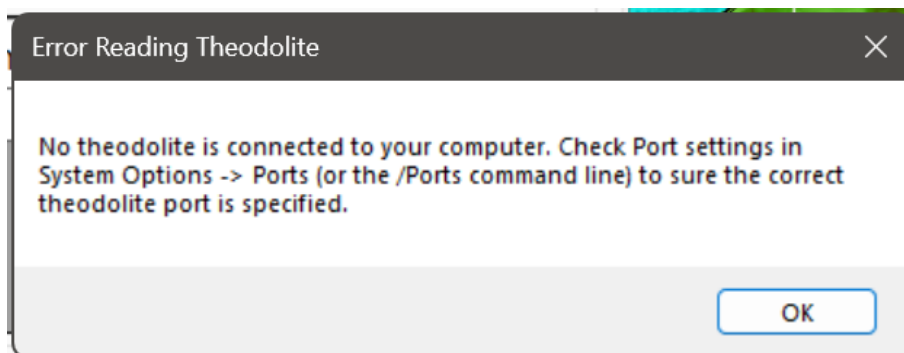 Error Reading Theodolite
No theodolite is connected to your computer. Check Port settings in
System Options -> Ports (or the /Ports command line) to sure the correct
theodolite port is specified.
OK